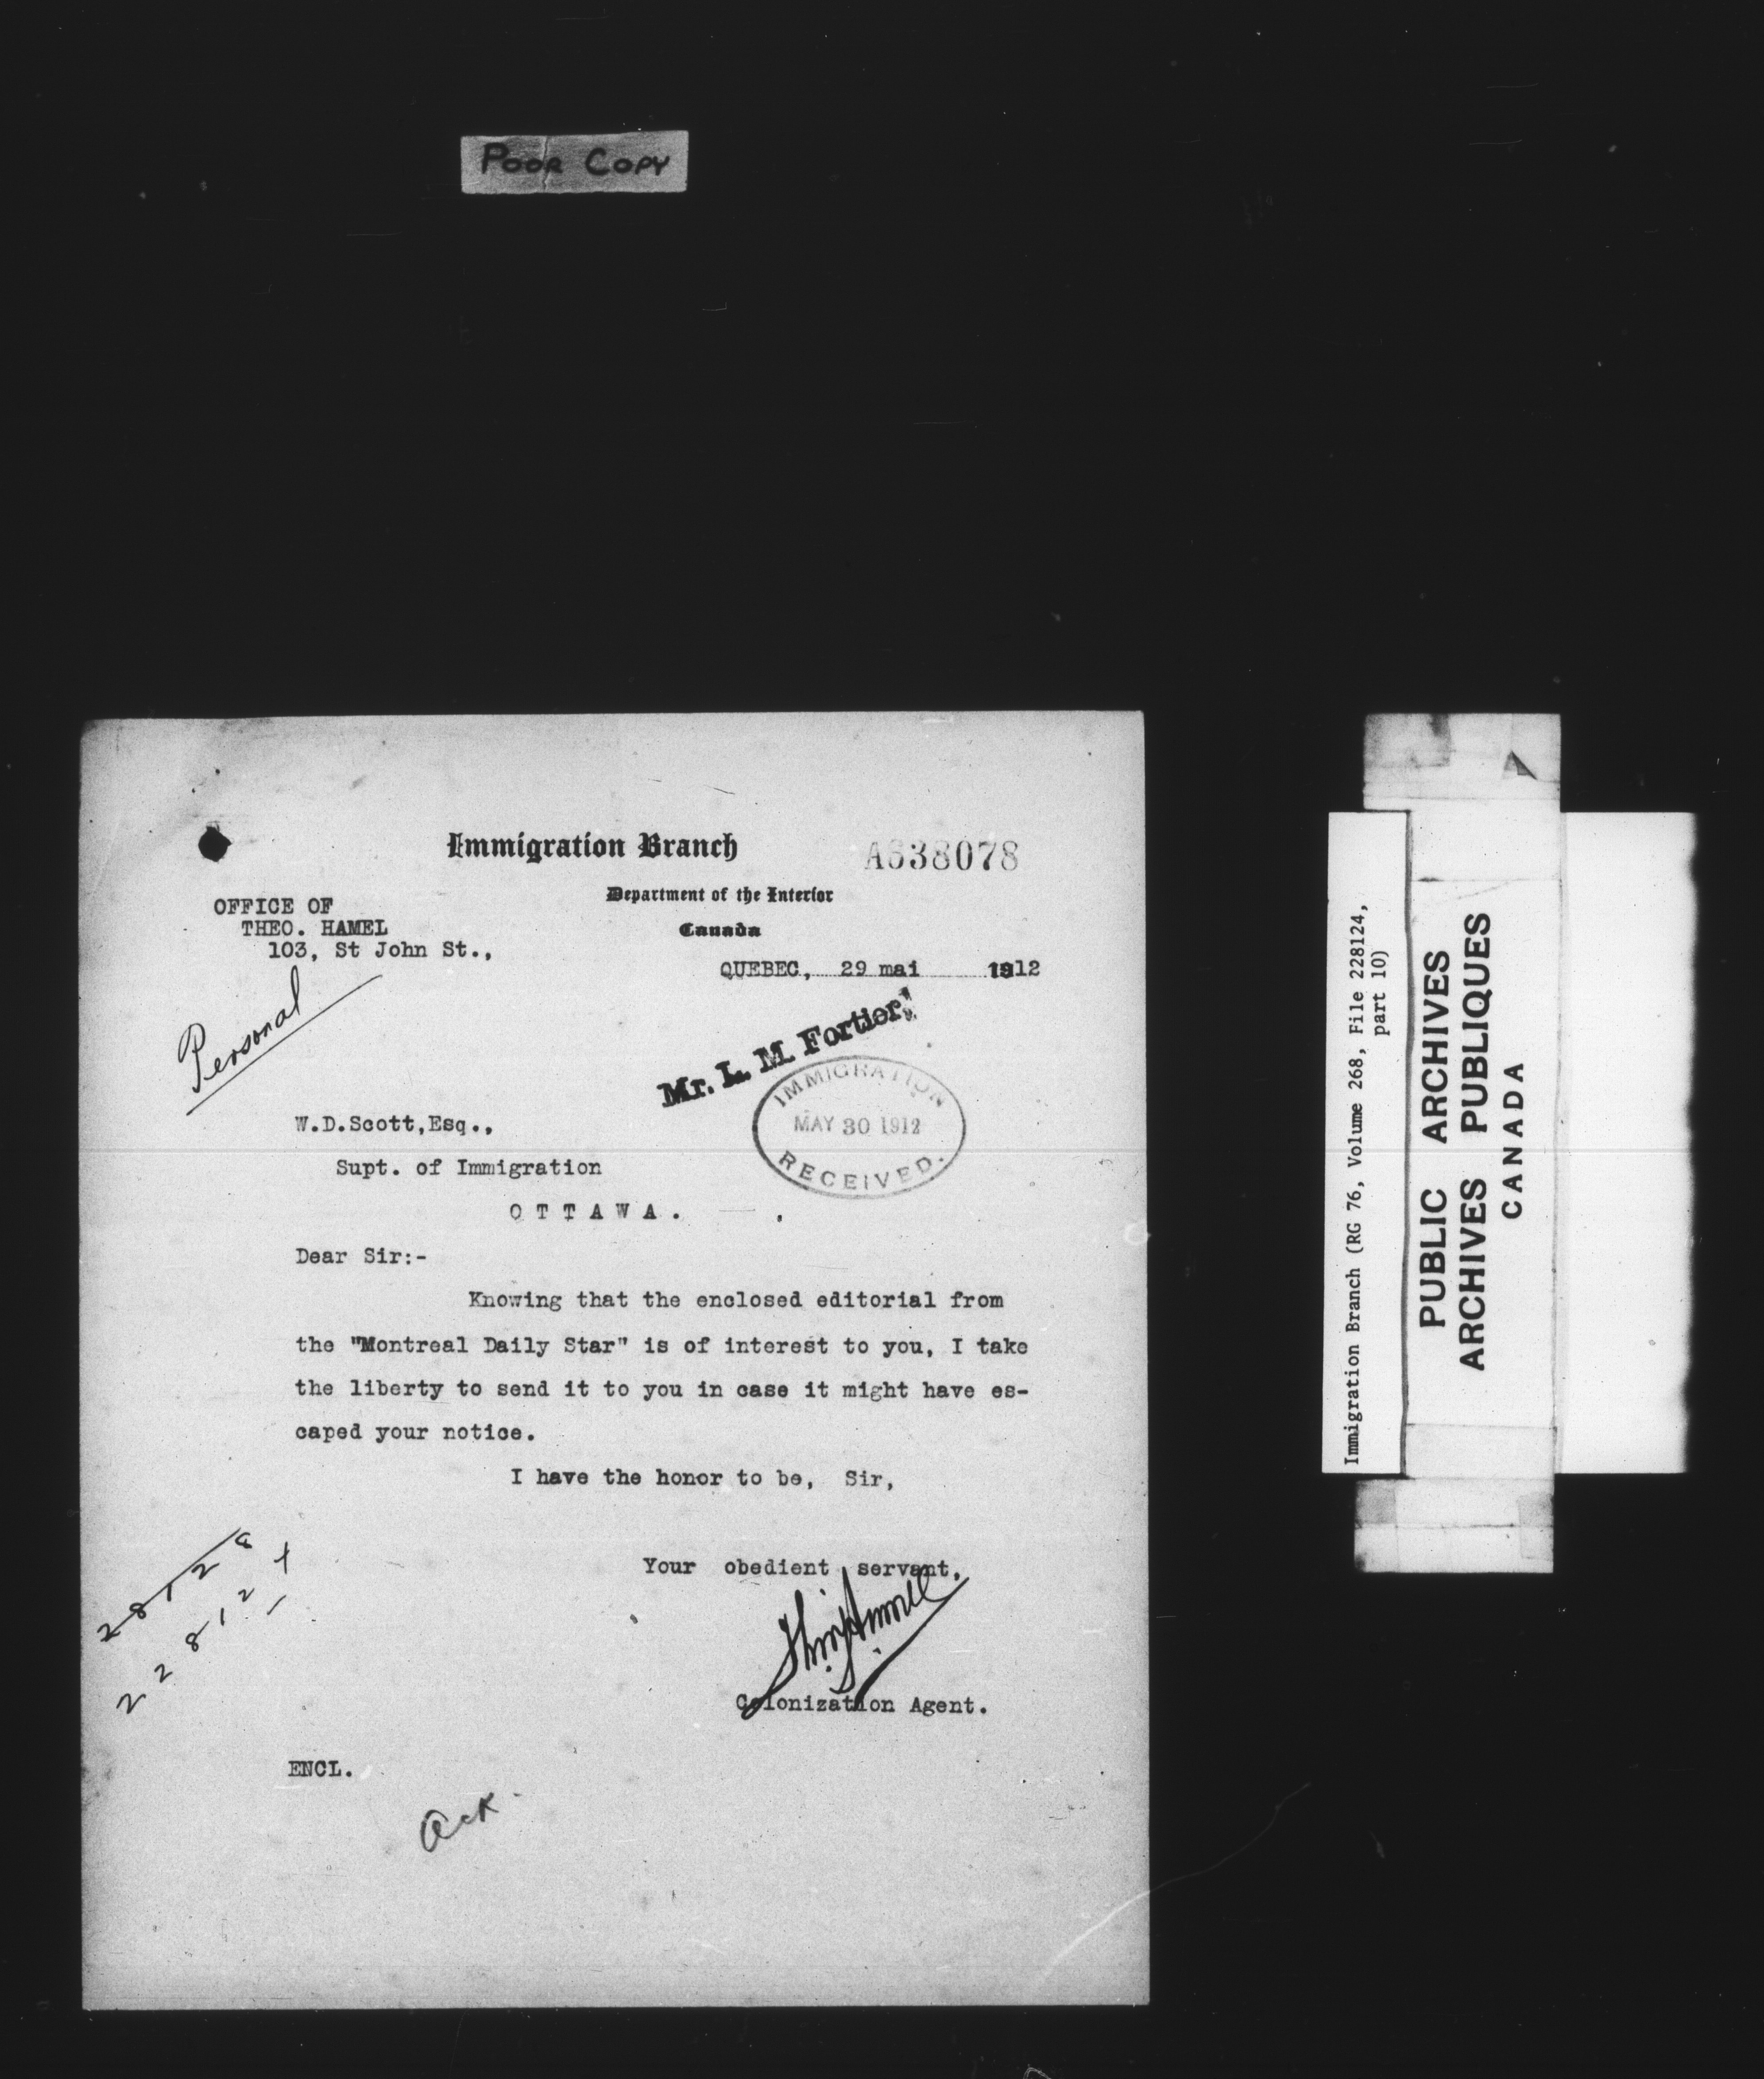 POOR COPY
Immigration Branch
A638078
Department of the Interior
Canada
OFFICE OF
THEO. HAMEL
103, St John St.,
QUEBEC, 29 mai 1912
Personal
Mr. L. M. Fortier
IMMIGRATION
MAY 30 1912
RECEIVED.
W.D.Scott,Esq.,
Supt. of Immigration
OTTAWA.
Dear Sir:-
Knowing that the enclosed editorial from
the "Montreal Daily Star" is of interest to you, I take
the liberty to send it to you in case it might have es-
caped your notice.
I have the honor to be, Sir,
Your obedient servant,
Colonization Agent.
28128
228124
ENCL.
Ack.
Immigration Branch (RG 76, Volume 268, File 228124,
part 10)
PUBLIC ARCHIVES
ARCHIVES PUBLIQUES
CANADA